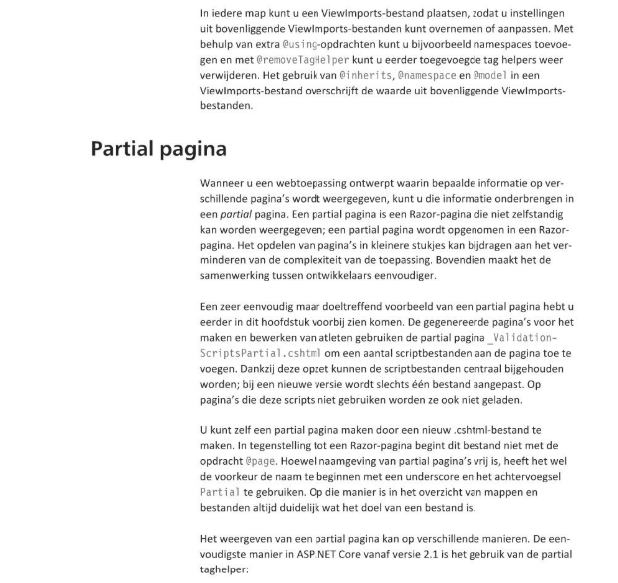 In iedere map kunt u een ViewImports-bestand plaatsen, zodat u instellingen
uit bovenliggende ViewImports-bestanden kunt overnemen of aanpassen. Met
behulp van extra @using-opdrachten kunt u bijvoorbeeld namespaces toevoe-
gen en met @removeTagHelper kunt u eerder toegevoegde tag helpers weer
verwijderen. Het gebruik van @inherits, @namespace en @model in een
ViewImports-bestand overschrijft de waarde uit bovenliggende ViewImports-
bestanden.
Partial pagina
Wanneer u een webtoepassing ontwerpt waarin bepaalde informatie op ver-
schillende pagina's wordt weergegeven, kunt u die informatie onderbrengen in
een partial pagina. Een partial pagina is een Razor-pagina die niet zelfstandig
kan worden weergegeven; een partial pagina wordt opgenomen in een Razor-
pagina. Het opdelen van pagina's in kleinere stukjes kan bijdragen aan het ver-
minderen van de complexiteit van de toepassing. Bovendien maakt het de
samenwerking tussen ontwikkelaars eenvoudiger.
Een zeer eenvoudig maar doeltreffend voorbeeld van een partial pagina hebt u
eerder in dit hoofdstuk voorbij zien komen. De gegenereerde pagina's voor het
maken en bewerken van atleten gebruiken de partial pagina _Validation-
ScriptsPartial.cshtml om een aantal scriptbestanden aan de pagina toe te
voegen. Dankzij deze opzet kunnen de scriptbestanden centraal bijgehouden
worden; bij een nieuwe versie wordt slechts één bestand aangepast. Op
pagina's die deze scripts niet gebruiken worden ze ook niet geladen.
U kunt zelf een partial pagina maken door een nieuw .cshtml-bestand te
maken. In tegenstelling tot een Razor-pagina begint dit bestand niet met de
opdracht @page. Hoewel naamgeving van partial pagina's vrij is, heeft het wel
de voorkeur de naam te beginnen met een underscore en het achtervoegsel
Partial te gebruiken. Op die manier is in het overzicht van mappen en
bestanden altijd duidelijk wat het doel van een bestand is.
Het weergeven van een partial pagina kan op verschillende manieren. De een-
voudigste manier in ASP.NET Core vanaf versie 2.1 is het gebruik van de partial
taghelper: